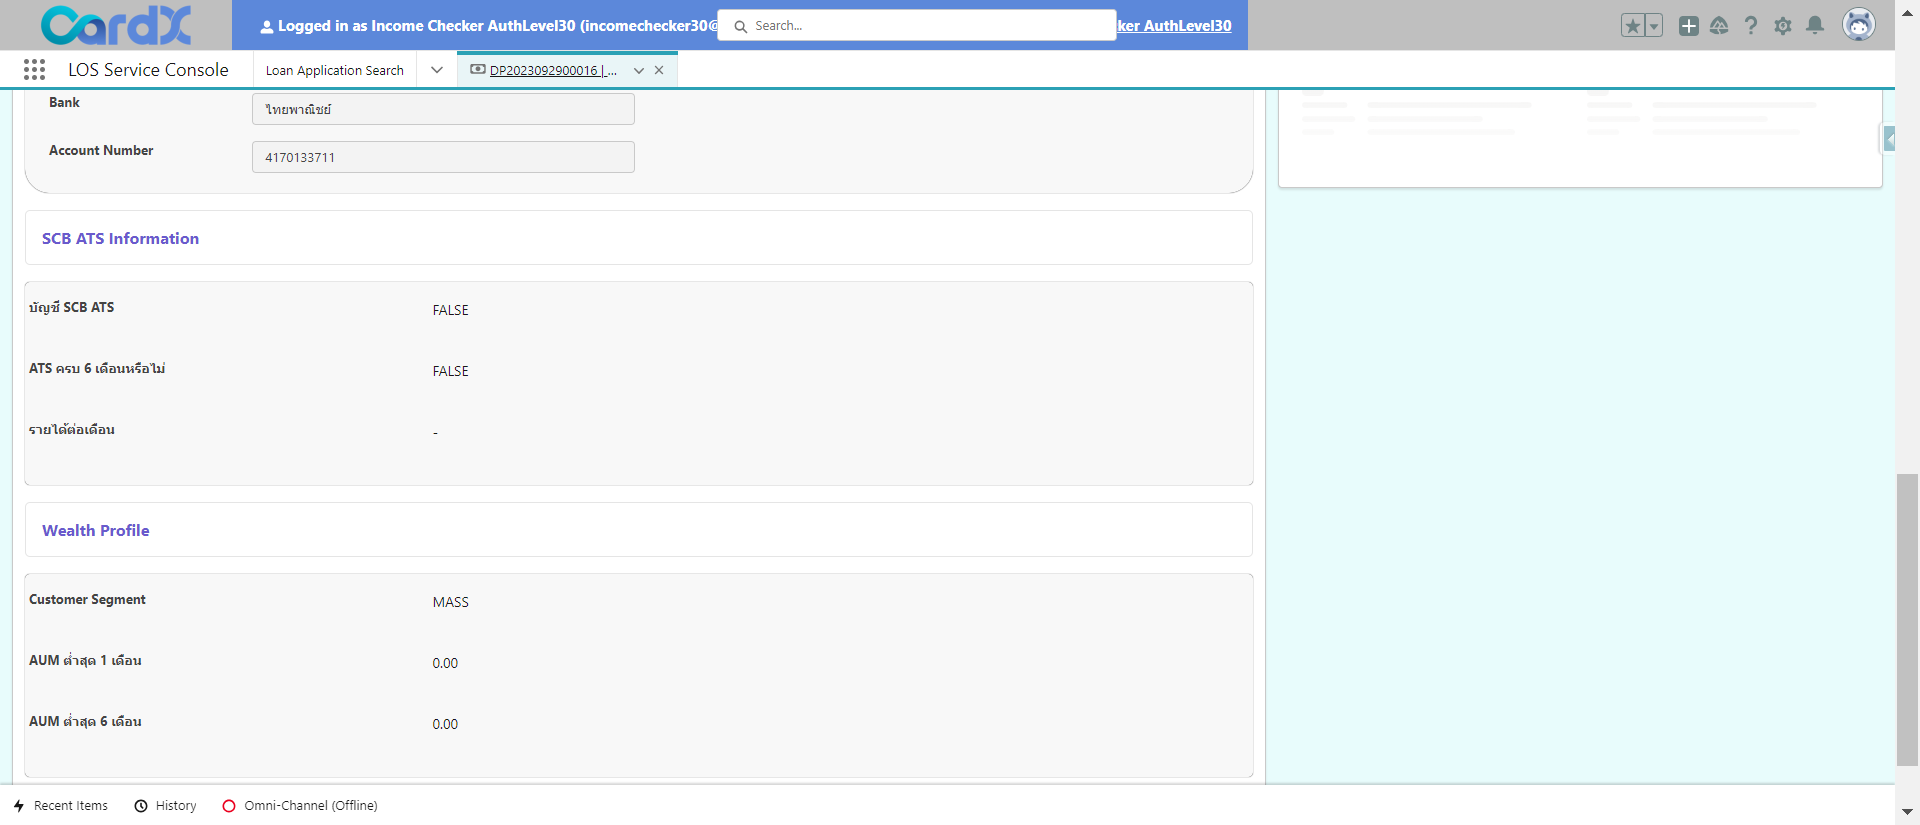 CardX
Logged in as Income Checker AuthLevel30 (incomechecker30@
Search...
ker AuthLevel30
LOS Service Console
Loan Application Search
DP2023092900016 | ...
Bank
ไทยพาณิชย์
Account Number
4170133711
SCB ATS Information
บัญชี SCB ATS
FALSE
ATS ครบ 6 เดือนหรือไม่
FALSE
รายได้ต่อเดือน
-
Wealth Profile
Customer Segment
MASS
AUM ต่ำสุด 1 เดือน
0.00
AUM ต่ำสุด 6 เดือน
0.00
Recent Items
History
Omni-Channel (Offline)